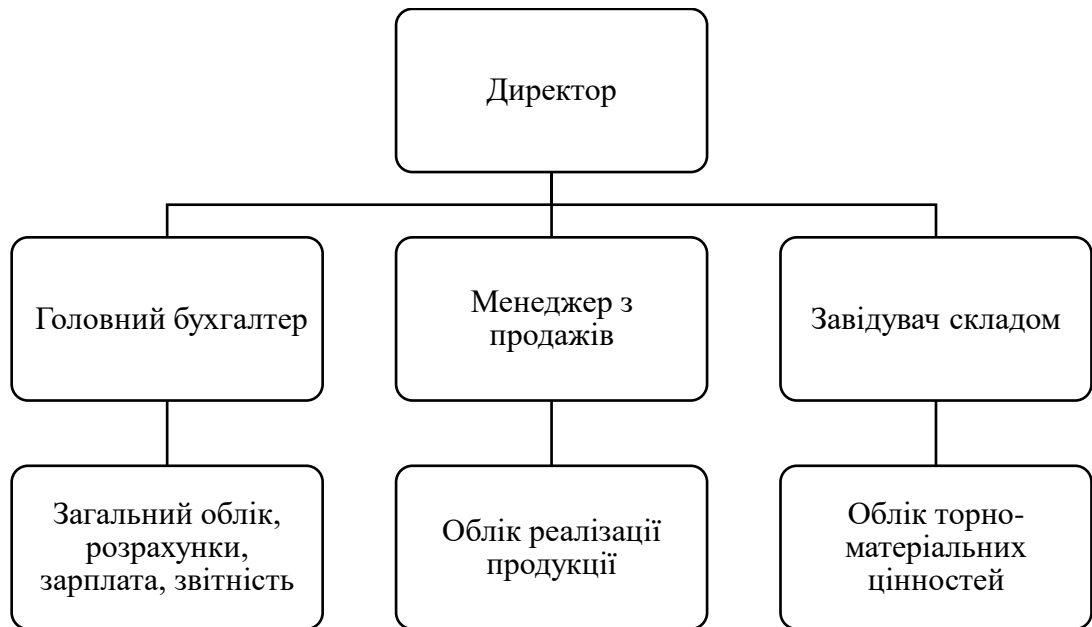 Директор
Головний бухгалтер
Менеджер з
продажів
Завідувач складом
Загальний облік,
розрахунки,
зарплата, звітність
Облік реалізації
продукції
Облік торно-
матеріальних
цінностей